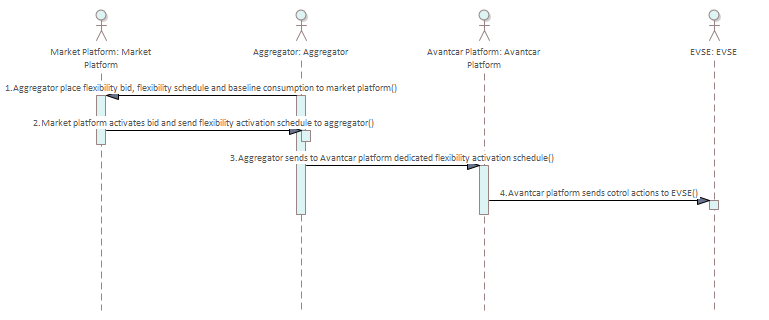 Market Platform: Market
Platform
Aggregator: Aggregator
Avantcar Platform: Avantcar
Platform
EVSE: EVSE
1.Aggregator place flexibility bid, flexibility schedule and baseline consumption to market platform()
2.Market platform activates bid and send flexibility activation schedule to aggregator()
3.Aggregator sends to Avantcar platform dedicated flexibility activation schedule()
4.Avantcar platform sends cotrol actions to EVSE()